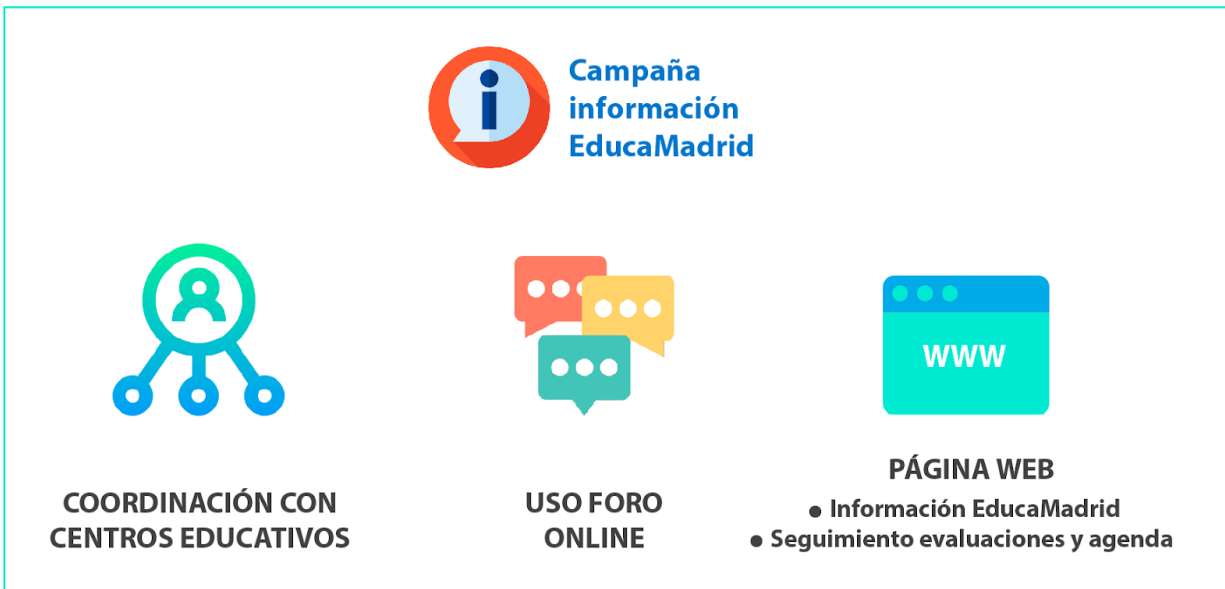 Campaña
información
EducaMadrid
COORDINACIÓN CON
CENTROS EDUCATIVOS
USO FORO
ONLINE
WWW
PÁGINA WEB
● Información EducaMadrid
● Seguimiento evaluaciones y agenda